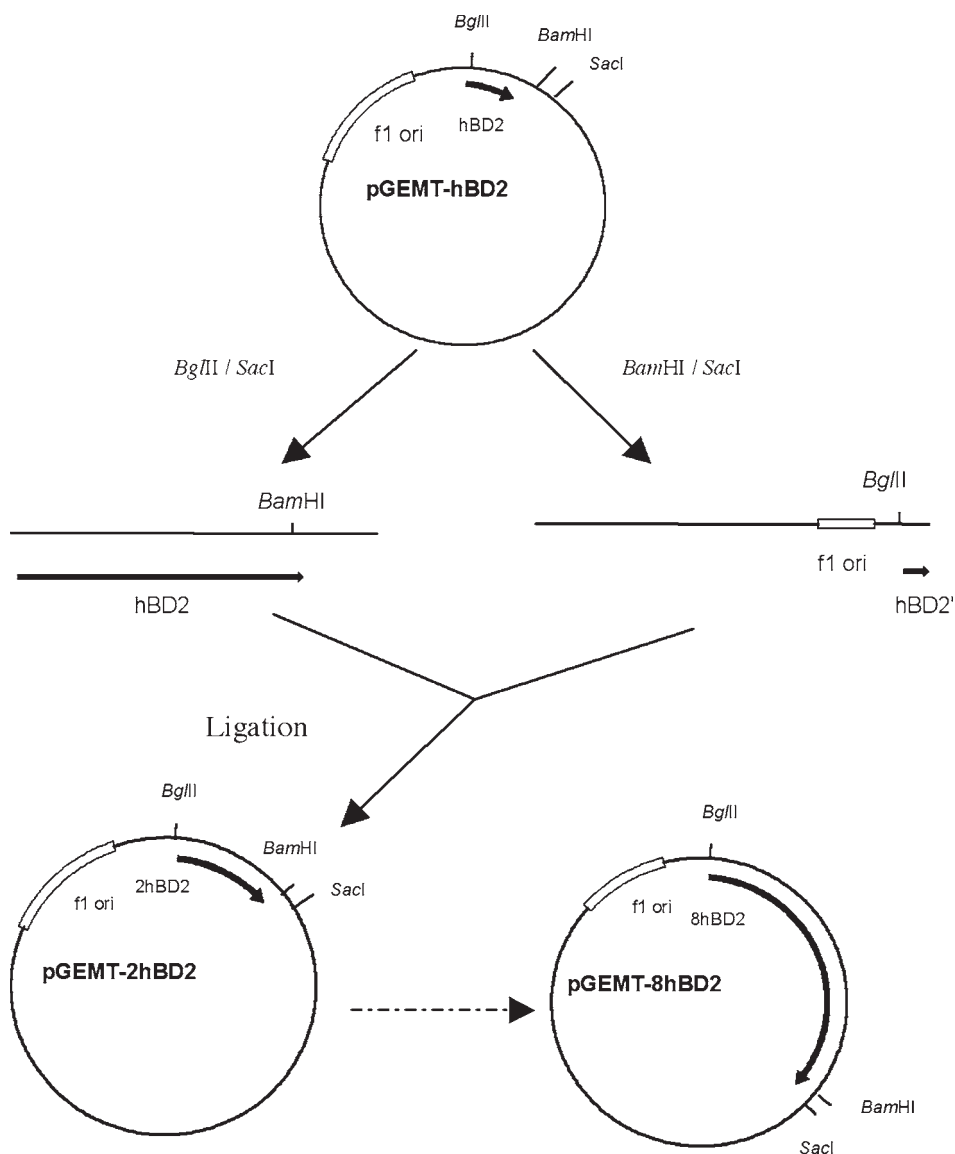 BglII
BamHI
SacI
hBD2
f1 ori
pGEMT-hBD2
BglII / SacI
BamHI / SacI
BamHI
BglII
f1 ori
hBD2
hBD2'
Ligation
BglII
BamHI
SacI
2hBD2
f1 ori
pGEMT-2hBD2
BglII
f1 ori
8hBD2
pGEMT-8hBD2
BamHI
SacI